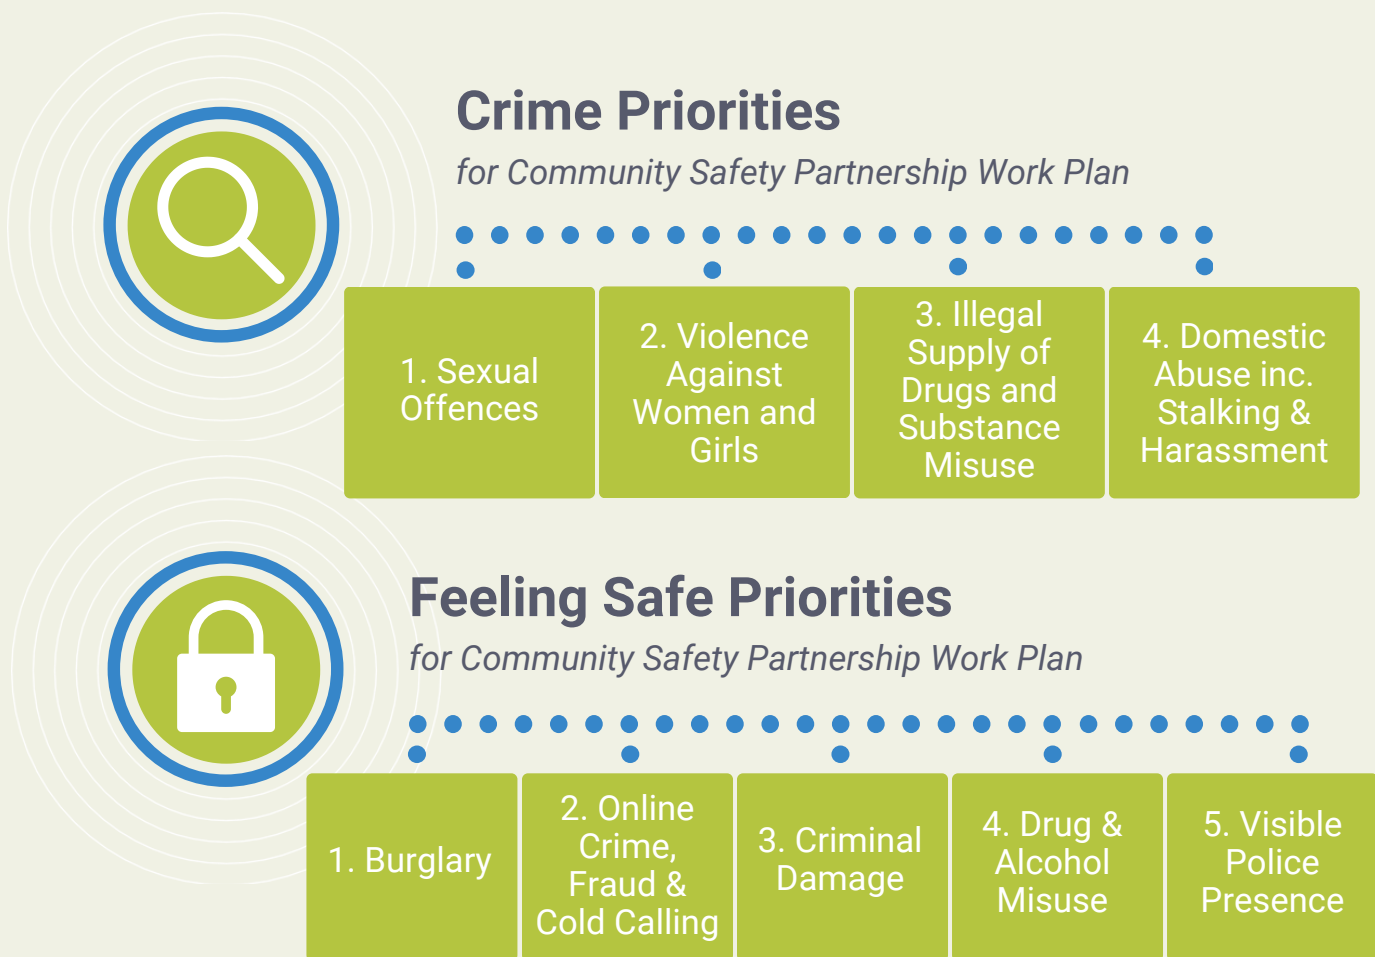 Crime Priorities
for Community Safety Partnership Work Plan
1. Sexual
Offences
2. Violence
Against
Women and
Girls
3. Illegal
Supply of
Drugs and
Substance
Misuse
4. Domestic
Abuse inc.
Stalking &
Harassment
Feeling Safe Priorities
for Community Safety Partnership Work Plan
1. Burglary
2. Online
Crime,
Fraud &
Cold Calling
3. Criminal
Damage
4. Drug &
Alcohol
Misuse
5. Visible
Police
Presence